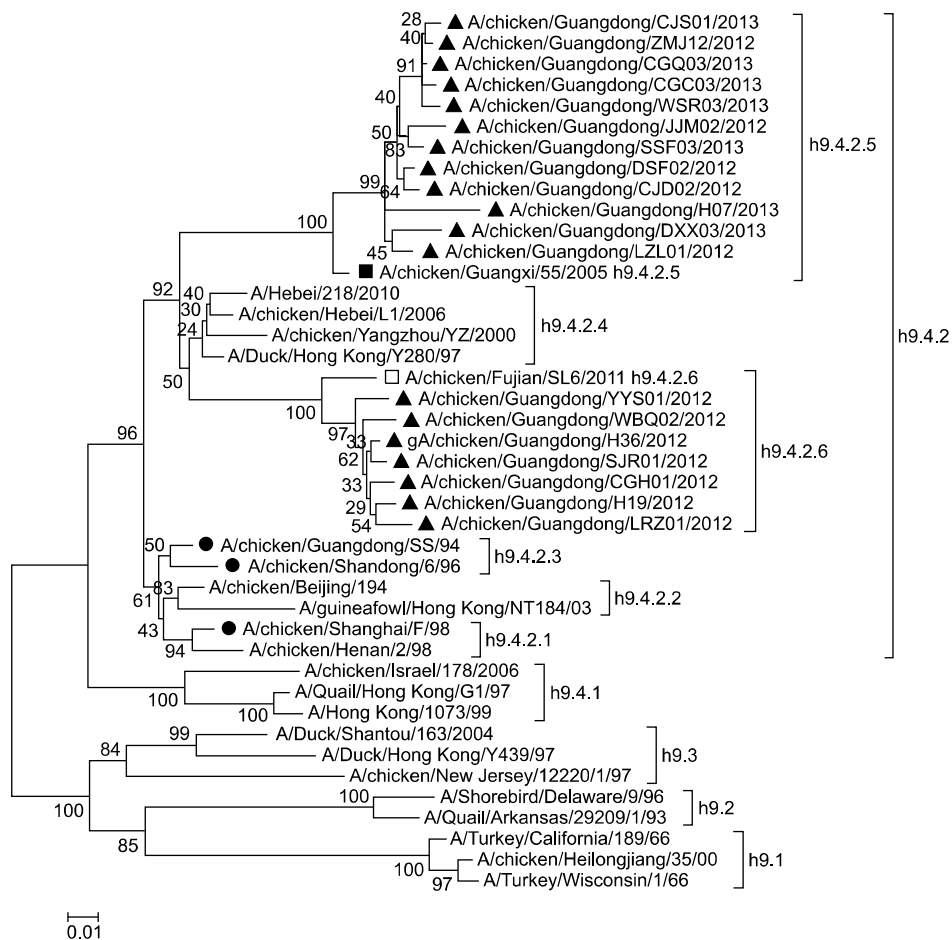 28
A/chicken/Guangdong/CJS01/2013
40
A/chicken/Guangdong/ZMJ12/2012
91
A/chicken/Guangdong/CGQ03/2013
A/chicken/Guangdong/CGC03/2013
40
A/chicken/Guangdong/WSR03/2013
50
A/chicken/Guangdong/JJM02/2012
h9.4.2.5
83
A/chicken/Guangdong/SSF03/2013
A/chicken/Guangdong/DSF02/2012
99
64
A/chicken/Guangdong/CJD02/2012
A/chicken/Guangdong/H07/2013
100
A/chicken/Guangdong/DXX03/2013
45
A/chicken/Guangdong/LZL01/2012
A/chicken/Guangxi/55/2005 h9.4.2.5
92
40
A/Hebei/218/2010
30
A/chicken/Hebei/L1/2006
24
A/chicken/Yangzhou/YZ/2000
h9.4.2.4
h9.4.2
A/Duck/Hong Kong/Y280/97
50
A/chicken/Fujian/SL6/2011 h9.4.2.6
100
A/chicken/Guangdong/YYS01/2012
97
A/chicken/Guangdong/WBQ02/2012
96
33
gA/chicken/Guangdong/H36/2012
h9.4.2.6
62
A/chicken/Guangdong/SJR01/2012
33
A/chicken/Guangdong/CGH01/2012
29
A/chicken/Guangdong/H19/2012
54
A/chicken/Guangdong/LRZ01/2012
50
A/chicken/Guangdong/SS/94
h9.4.2.3
A/chicken/Shandong/6/96
83
A/chicken/Beijing/194
h9.4.2.2
61
A/guineafowl/Hong Kong/NT184/03
43
A/chicken/Shanghai/F/98
h9.4.2.1
94
A/chicken/Henan/2/98
A/chicken/Israel/178/2006
100
A/Quail/Hong Kong/G1/97
h9.4.1
100
A/Hong Kong/1073/99
99
A/Duck/Shantou/163/2004
84
A/Duck/Hong Kong/Y439/97
h9.3
A/chicken/New Jersey/12220/1/97
100
100
A/Shorebird/Delaware/9/96
h9.2
A/Quail/Arkansas/29209/1/93
85
A/Turkey/California/189/66
100
A/chicken/Heilongjiang/35/00
h9.1
97
A/Turkey/Wisconsin/1/66
0.01